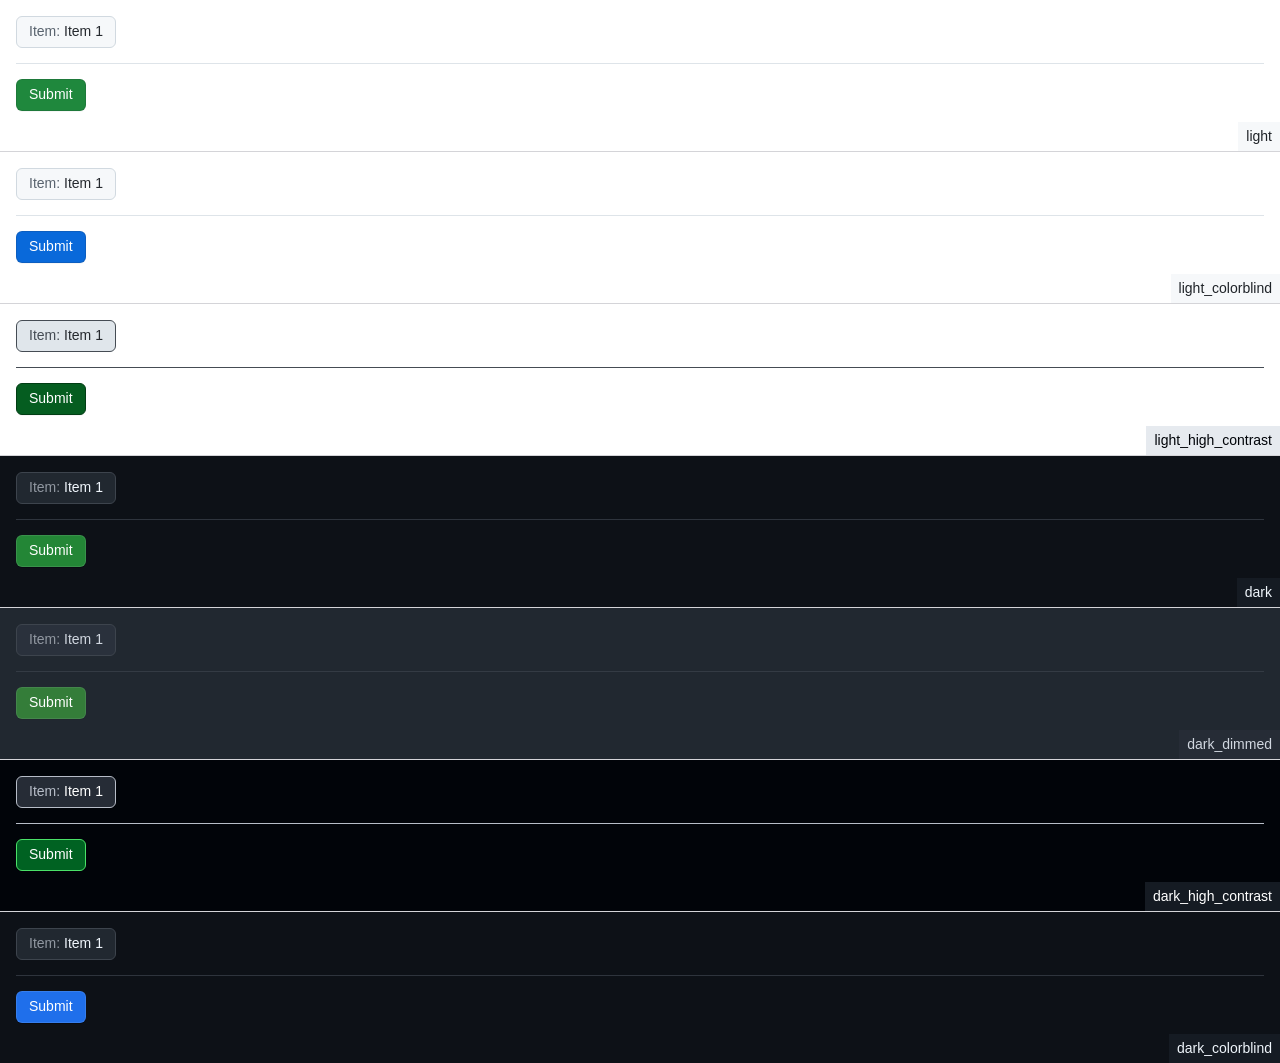 Item: Item 1
Submit
light
Item: Item 1
Submit
light_colorblind
Item: Item 1
Submit
light_high_contrast
Item: Item 1
Submit
dark
Item: Item 1
Submit
dark_dimmed
Item: Item 1
Submit
dark_high_contrast
Item: Item 1
Submit
dark_colorblind